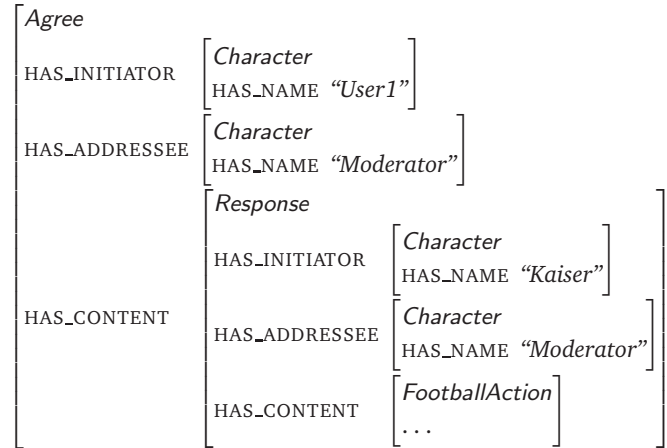 Agree
HAS_INITIATOR
Character
HAS_NAME “User1”
HAS_ADDRESSEE
Character
HAS_NAME “Moderator”
HAS_CONTENT
Response
HAS_INITIATOR
Character
HAS_NAME “Kaiser”
HAS_ADDRESSEE
Character
HAS_NAME “Moderator”
HAS_CONTENT
FootballAction
. . .